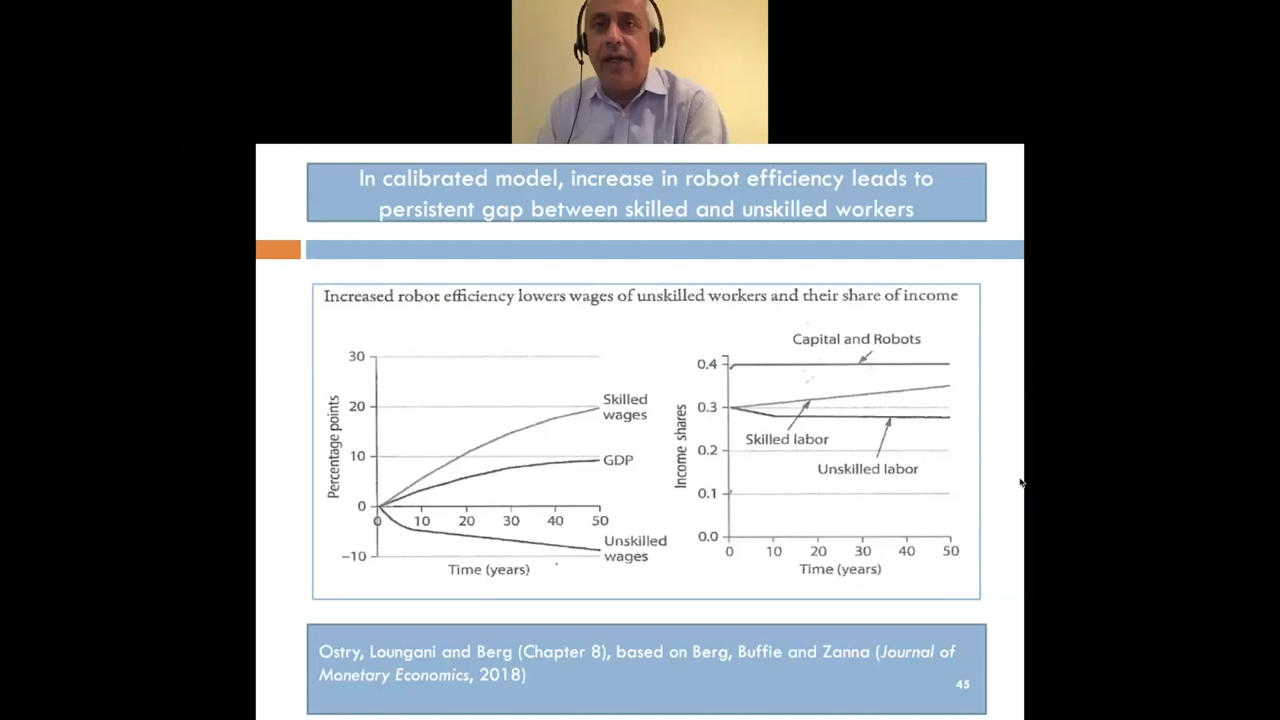 In calibrated model, increase in robot efficiency leads to
persistent gap between skilled and unskilled workers
Increased robot efficiency lowers wages of unskilled workers and their share of income
30
20
10
0
−10
Percentage points
0
10
20
30
40
50
Time (years)
Skilled
wages
GDP
Unskilled
wages
0.4
0.3
0.2
0.1
0.0
Income shares
0
10
20
30
40
50
Time (years)
Capital and Robots
Skilled labor
Unskilled labor
Ostry, Loungani and Berg (Chapter 8), based on Berg, Buffie and Zanna (Journal of
Monetary Economics, 2018)
45